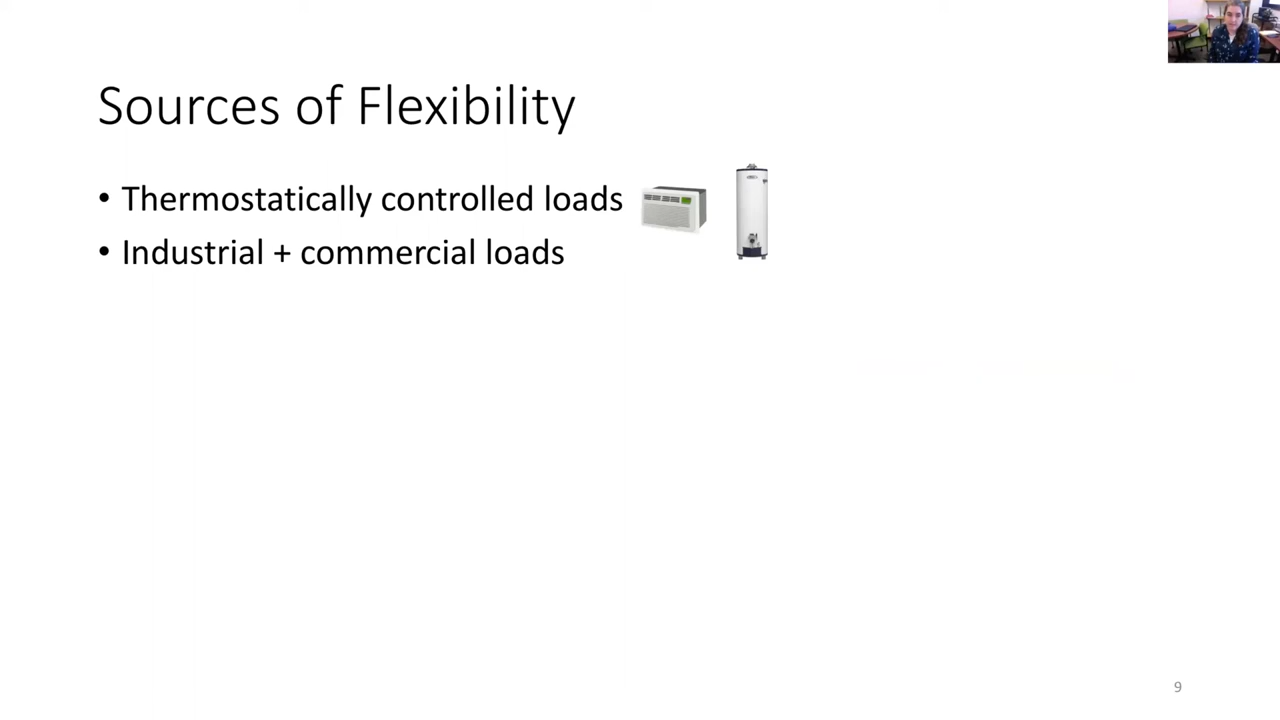 Sources of Flexibility
• Thermostatically controlled loads
• Industrial + commercial loads
9